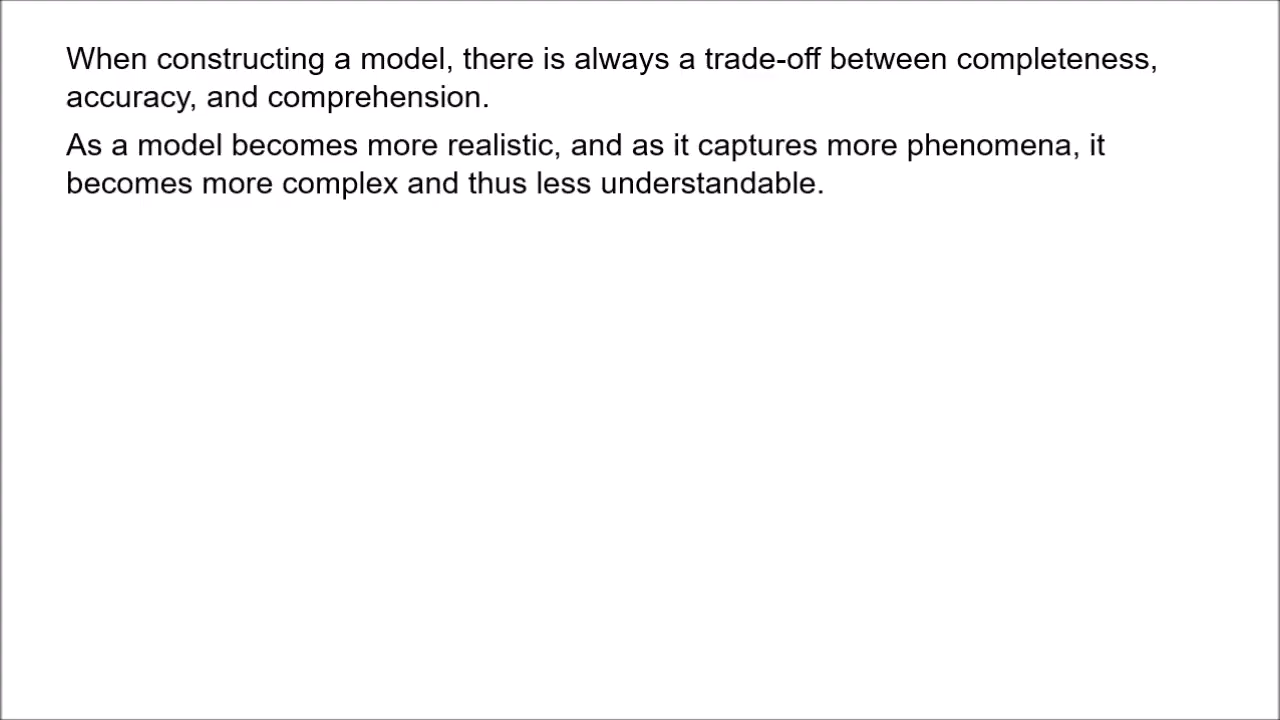 When constructing a model, there is always a trade-off between completeness,
accuracy, and comprehension.
As a model becomes more realistic, and as it captures more phenomena, it
becomes more complex and thus less understandable.